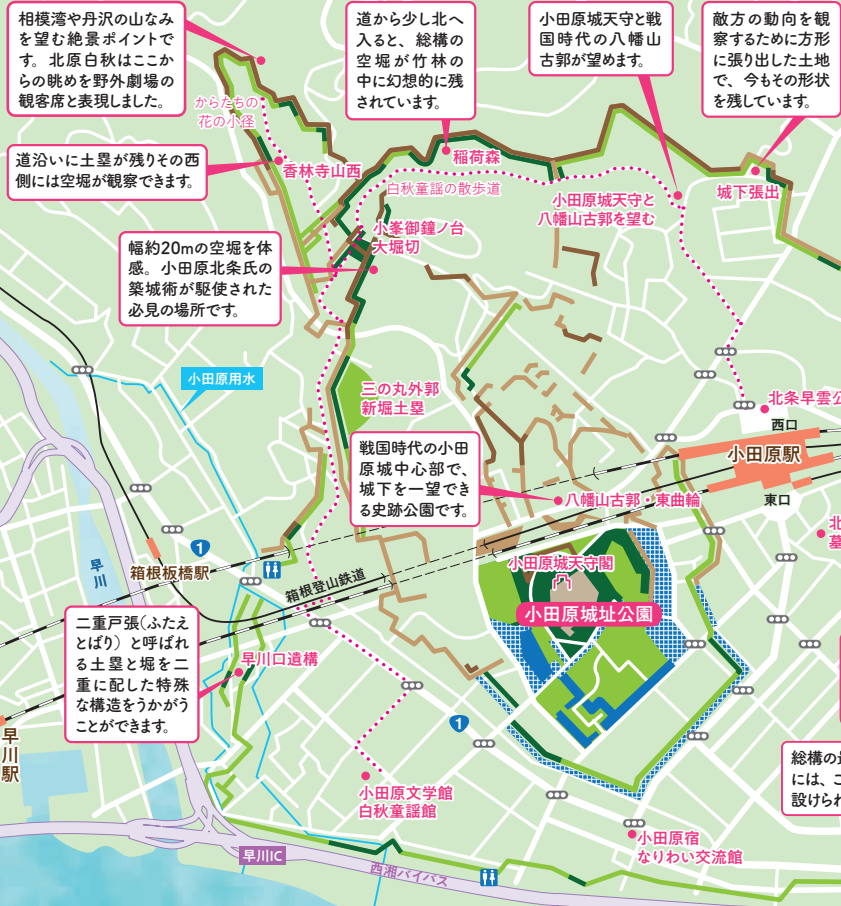 相模湾や丹沢の山なみ
を望む絶景ポイントで
す。北原白秋はここか
らの眺めを野外劇場の
観客席と表現しました。
道から少し北へ
入ると、総構の
空堀が竹林の
中に幻想的に残
されています。
小田原城天守と戦
国時代の八幡山
古郭が望めます。
敵方の動向を観
察するために方形
に張り出した土地
で、今もその形状
を残しています。
からたちの
花の小径
道沿いに土塁が残りその西
側には空堀が観察できます。
香林寺山西
稲荷森
白秋童謡の散歩道
小田原城天守と
八幡山古郭を望む
城下張出
小峯御鐘ノ台
大堀切
幅約20mの空堀を体
感。小田原北条氏の
築城術が駆使された
必見の場所です。
小田原用水
三の丸外郭
新堀土塁
北条早雲公
西口
小田原駅
東口
戦国時代の小田
原城中心部で、
城下を一望でき
る史跡公園です。
八幡山古郭・東曲輪
北
墓
早川
1
箱根板橋駅
箱根登山鉄道
小田原城天守閣
小田原城址公園
二重戸張(ふたえ
とばり)と呼ばれ
る土塁と堀を二
重に配した特殊
な構造をうかがう
ことができます。
早川口遺構
1
早川駅
小田原文学館
白秋童謡館
総構の
には、こ
設けられ
小田原宿
なりわい交流館
早川IC
西湘バイパス